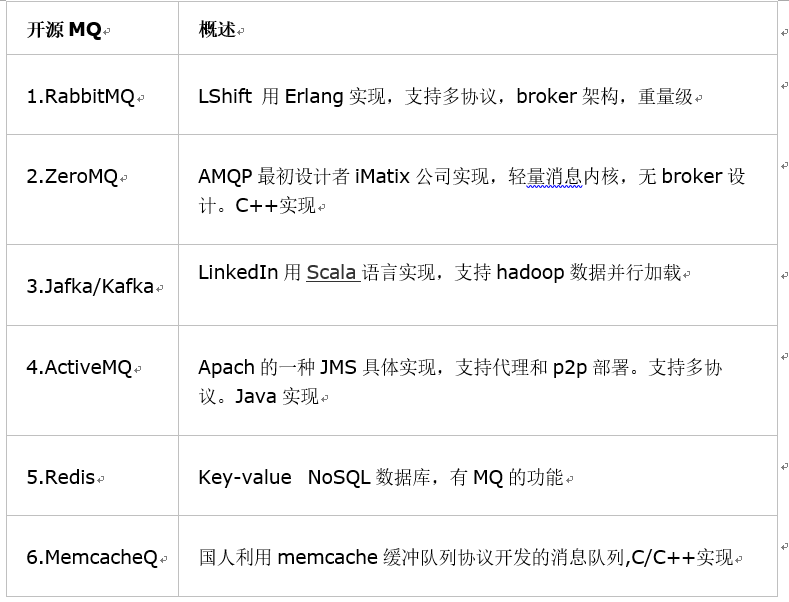 开源 MQ
概述
1.RabbitMQ
LShift 用 Erlang 实现，支持多协议，broker 架构，重量级
2.ZeroMQ
AMQP 最初设计者 iMatix 公司实现，轻量消息内核，无 broker 设
计。C++实现
3.Jafka/Kafka
LinkedIn 用 Scala 语言实现，支持 hadoop 数据并行加载
4.ActiveMQ
Apach 的一种 JMS 具体实现，支持代理和 p2p 部署。支持多协
议。Java 实现
5.Redis
Key-value NoSQL 数据库，有 MQ 的功能
6.MemcacheQ
国人利用 memcache 缓冲队列协议开发的消息队列,C/C++实现